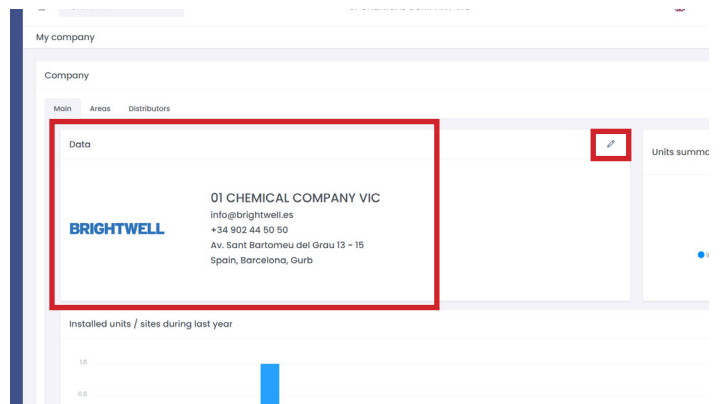 My company
Company
Main Areas Distributors
Data
Units summa
BRIGHTWELL
01 CHEMICAL COMPANY VIC
info@brightwell.es
+34 902 44 50 50
Av. Sant Bartomeu del Grau 13 - 15
Spain, Barcelona, Gurb
Installed units / sites during last year
1.0
0.8